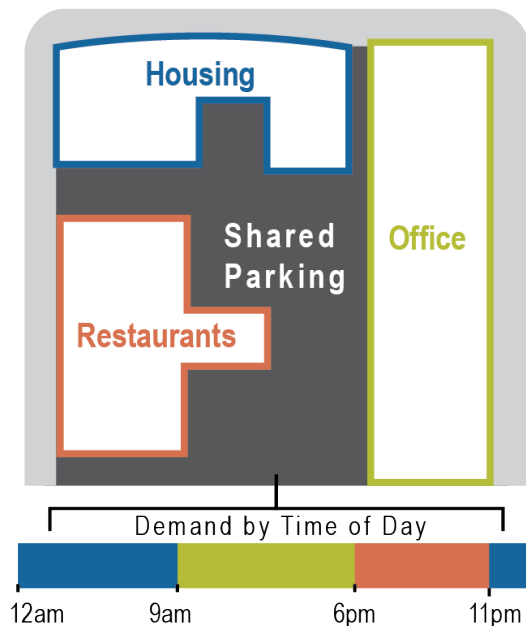 Housing
Shared
Parking
Office
Restaurants
Demand by Time of Day
12am 9am 6pm 11pm